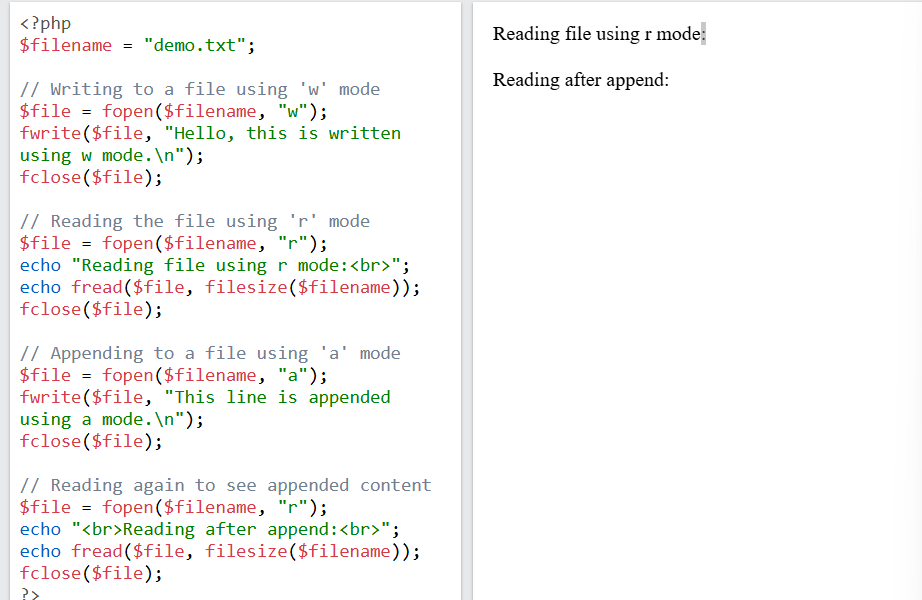 <?php
$filename = "demo.txt";
// Writing to a file using 'w' mode
$file = fopen($filename, "w");
fwrite($file, "Hello, this is written
using w mode.\n");
fclose($file);
// Reading the file using 'r' mode
$file = fopen($filename, "r");
echo "Reading file using r mode:<br>";
echo fread($file, filesize($filename));
fclose($file);
// Appending to a file using 'a' mode
$file = fopen($filename, "a");
fwrite($file, "This line is appended
using a mode.\n");
fclose($file);
// Reading again to see appended content
$file = fopen($filename, "r");
echo "<br>Reading after append:<br>";
echo fread($file, filesize($filename));
fclose($file);
?>
Reading file using r mode:
Reading after append: